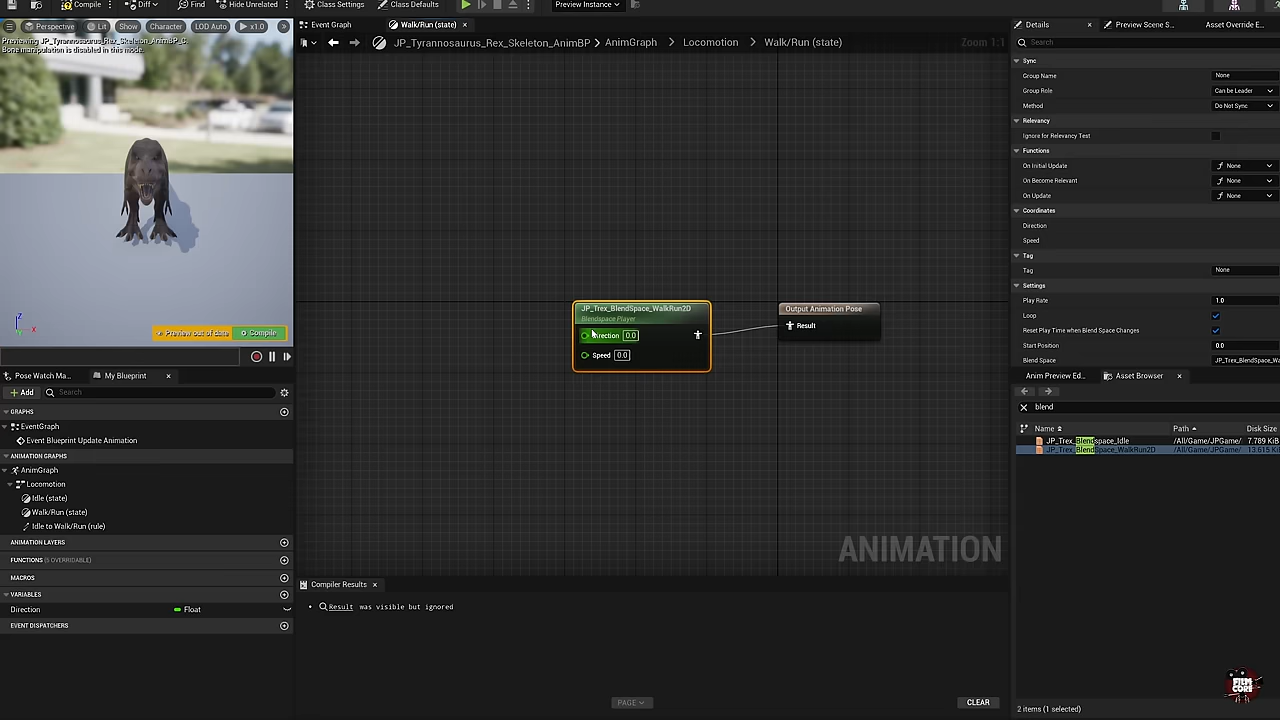 Compile
Diff
Find
Hide Unrelated
Class Settings
Class Defaults
Preview Instance
Perspective
Lit
Show
Character
LOD Auto
x1.0
Bone manipulation is disabled in this mode.
Z
X
Preview out of date
Compile
Pose Watch Ma...
My Blueprint
Add
Search
GRAPHS
EventGraph
Event Blueprint Update Animation
ANIMATION GRAPHS
AnimGraph
Locomotion
Idle (state)
Walk/Run (state)
Idle to Walk/Run (rule)
ANIMATION LAYERS
FUNCTIONS (5 OVERRIDABLE)
MACROS
VARIABLES
Direction
Float
EVENT DISPATCHERS
Event Graph
Walk/Run (state)
JP_Tyrannosaurus_Rex_Skeleton_AnimBP > AnimGraph > Locomotion > Walk/Run (state)
Zoom 1:1
JP_Trex_BlendSpace_WalkRun2D
Blendspace Player
Direction 0.0
Speed 0.0
Output Animation Pose
Result
ANIMATION
Compiler Results
Result was visible but ignored
PAGE
CLEAR
Details
Preview Scene S...
Asset Override E...
Search
Sync
Group Name None
Group Role Can be Leader
Method Do Not Sync
Relevancy
Ignore for Relevancy Test
Functions
On Initial Update None
On Become Relevant None
On Update None
Coordinates
Direction
Speed
Tag
Tag None
Settings
Play Rate 1.0
Loop
Reset Play Time when Blend Space Changes
Start Position 0.0
Blend Space JP_Trex_BlendSpace_Wa
Anim Preview Ed...
Asset Browser
blend
Name Path Disk Size
JP_Trex_Blendspace_Idle /All/Game/JPGame/ 7.789 KiB
JP_Trex_BlendSpace_WalkRun2D /All/Game/JPGame/ 13.615 Ki
2 items (1 selected)
FILM
CORE